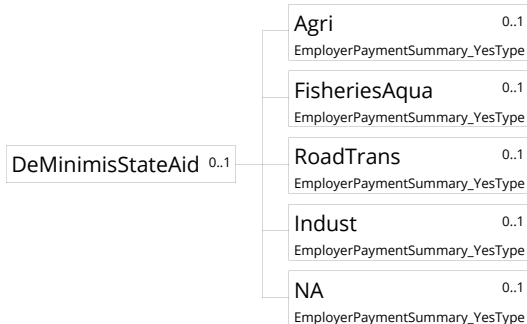 Agri 0..1
EmployerPaymentSummary_YesType
FisheriesAqua 0..1
EmployerPaymentSummary_YesType
DeMinimisStateAid 0..1
RoadTrans 0..1
EmployerPaymentSummary_YesType
Indust 0..1
EmployerPaymentSummary_YesType
NA 0..1
EmployerPaymentSummary_YesType